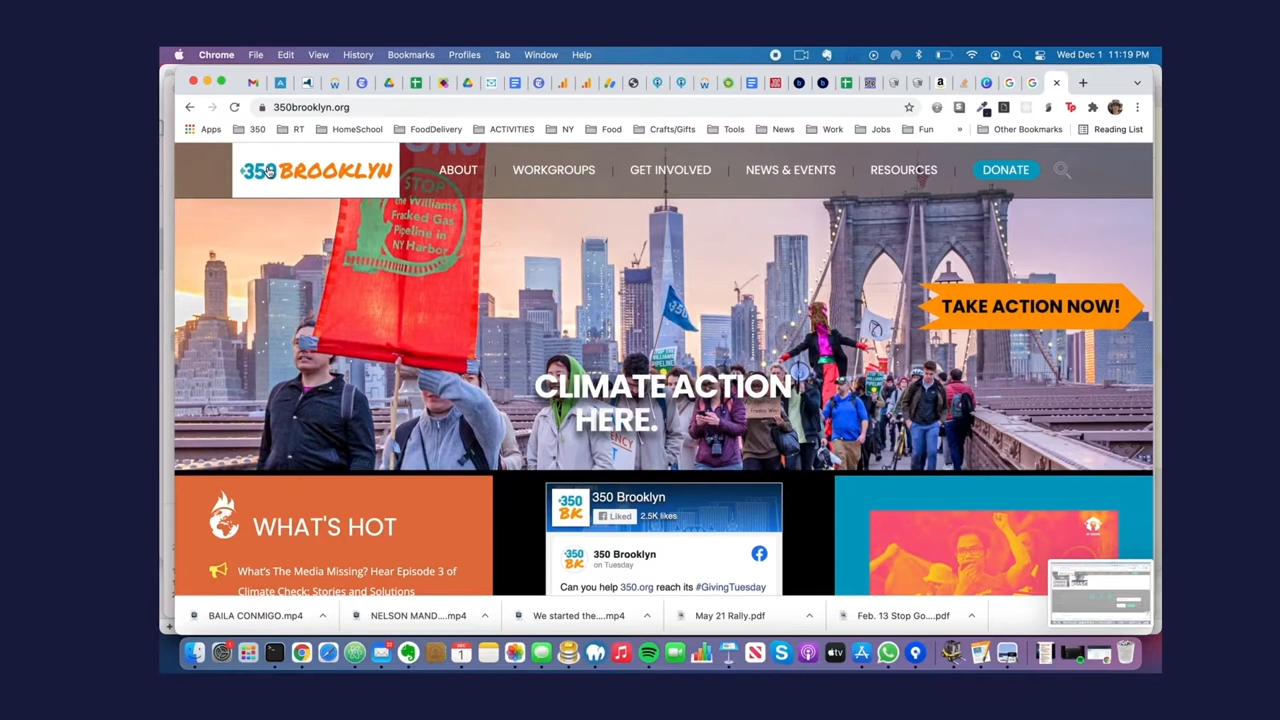 Chrome File Edit View History Bookmarks Profiles Tab Window Help Wed Dec 1 11:19 PM
350brooklyn.org
Apps 350 RT HomeSchool FoodDelivery ACTIVITIES NY Food Crafts/Gifts Tools News Work Jobs Fun » Other Bookmarks Reading List
350 BROOKLYN ABOUT | WORKGROUPS | GET INVOLVED | NEWS & EVENTS | RESOURCES | DONATE
STOP
the Williams
Fracked Gas
Pipeline in
NY Harbor
350
TAKE ACTION NOW!
CLIMATE ACTION
HERE.
WHAT'S HOT
What's The Media Missing? Hear Episode 3 of
Climate Check: Stories and Solutions
350
BK
350 Brooklyn
Liked 2.5K likes
350
BK
350 Brooklyn
on Tuesday
Can you help 350.org reach its #GivingTuesday
BAILA CONMIGO.mp4 NELSON MAND....mp4 We started the....mp4 May 21 Rally.pdf Feb. 13 Stop Go....pdf